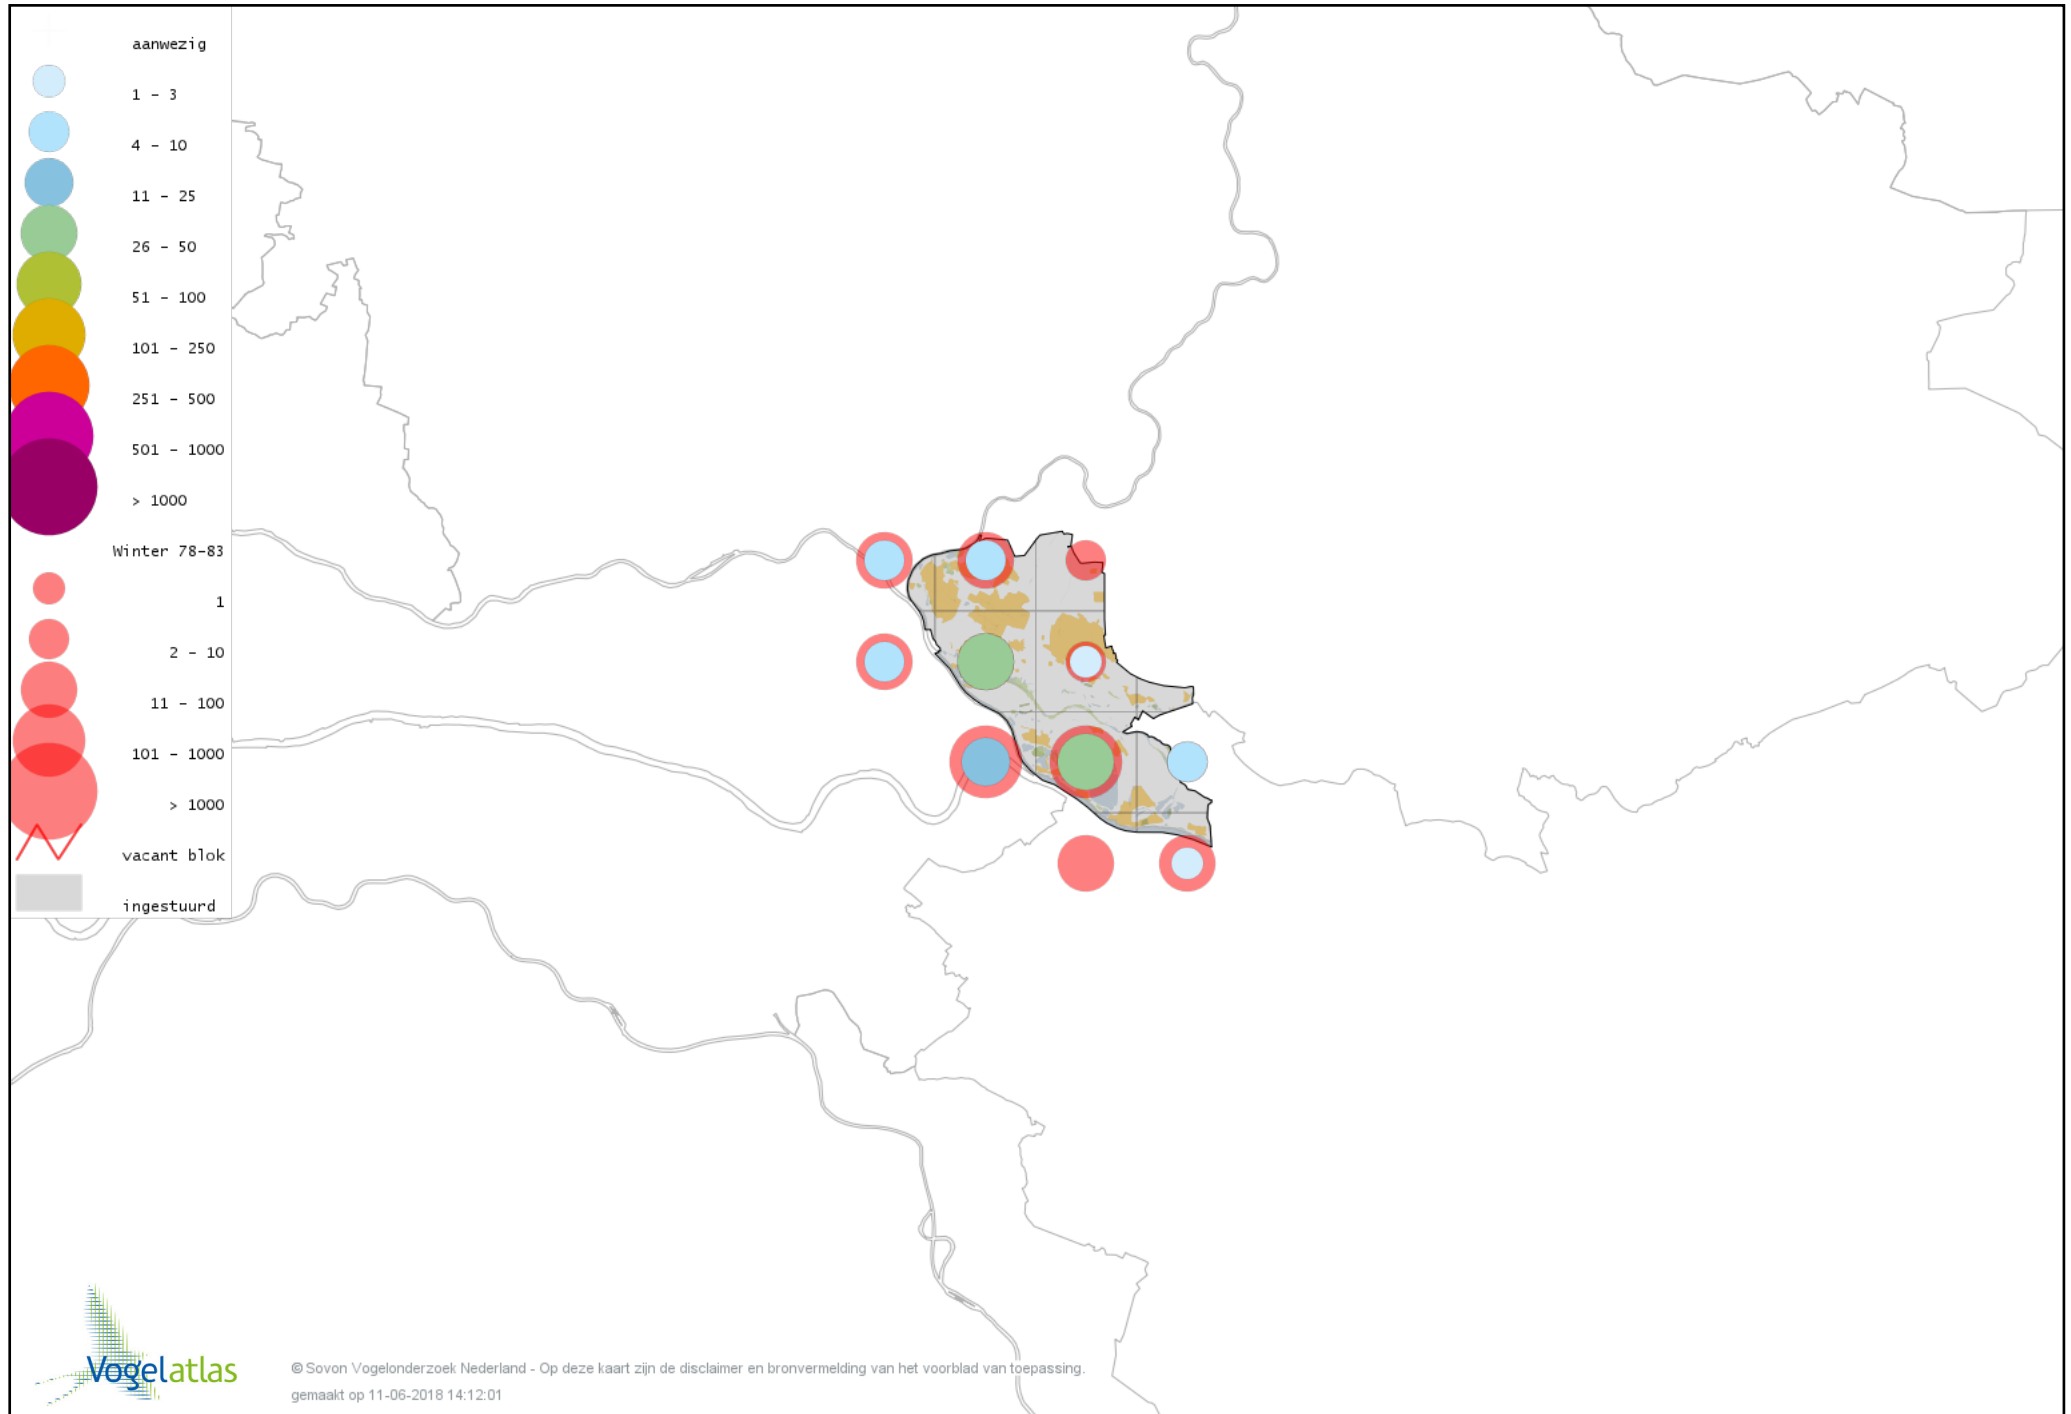 aanwezig
1 - 3
4 - 10
11 - 25
26 - 50
51 - 100
101 - 250
251 - 500
501 - 1000
> 1000
Winter 78-83
1
2 - 10
11 - 100
101 - 1000
> 1000
vacant blok
ingestuurd
Vogelatlas
© Sovon Vogelonderzoek Nederland - Op deze kaart zijn de disclaimer en bronvermelding van het voorblad van toepassing.
gemaakt op 11-06-2018 14:12:01